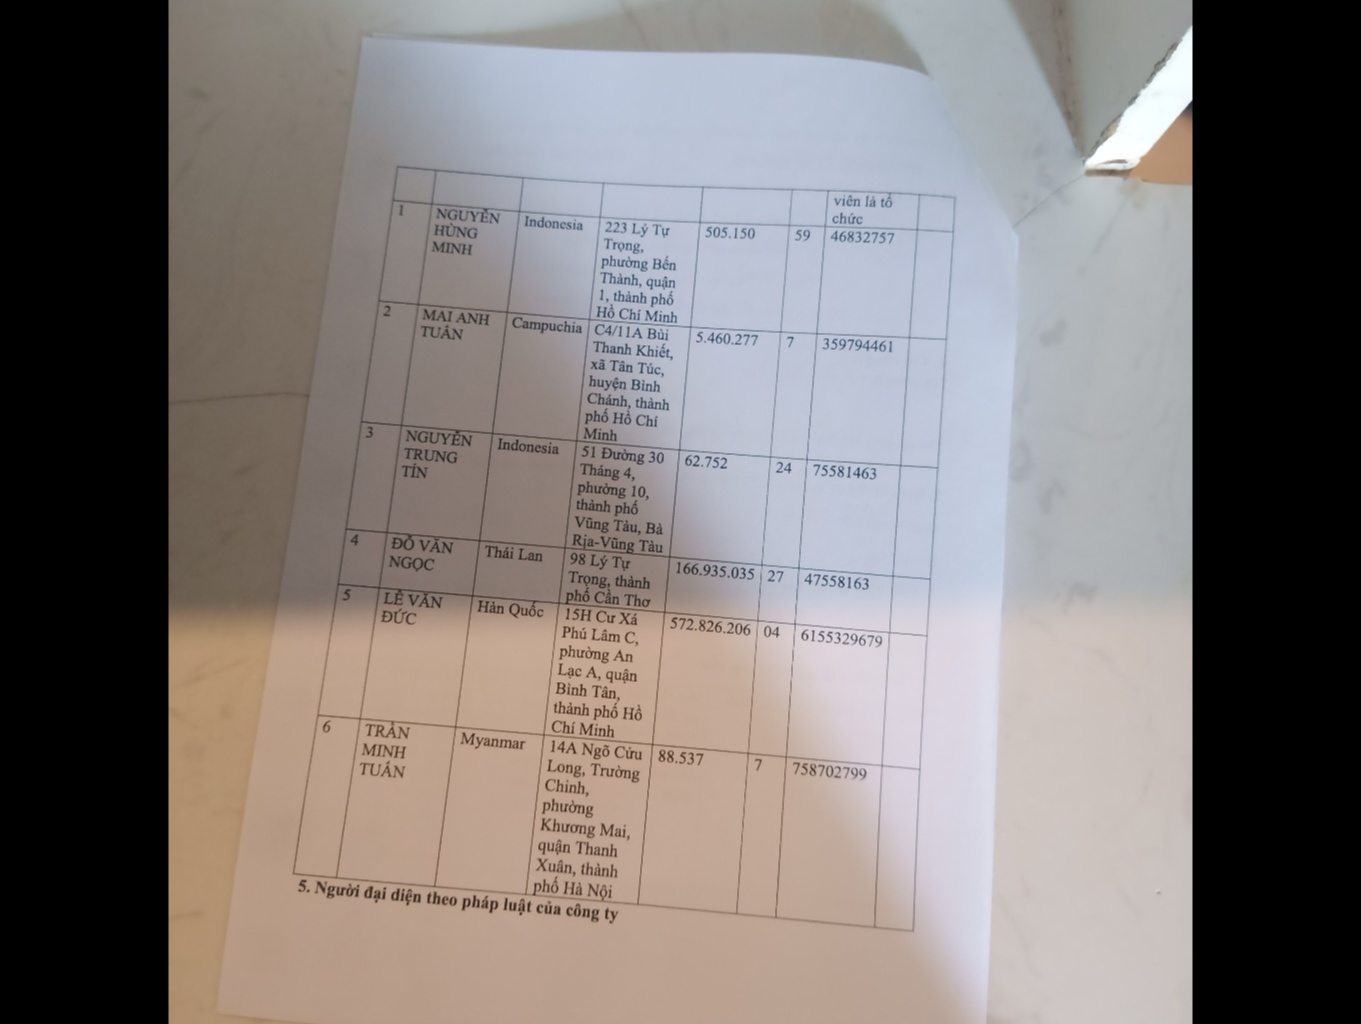 viên là tổ
chức
1 NGUYỄN Indonesia 223 Lý Tự 505.150 59 46832757
HÙNG Trọng,
MINH phường Bến
Thành, quận
1, thành phố
Hồ Chí Minh
2 MAI ANH Campuchia C4/11A Bùi 5.460.277 7 359794461
TUẤN Thanh Khiết,
xã Tân Túc,
huyện Bình
Chánh, thành
phố Hồ Chí
Minh
3 NGUYỄN Indonesia 51 Đường 30 62.752 24 75581463
TRUNG Tháng 4,
TÍN phường 10,
thành phố
Vũng Tàu, Bà
Rịa-Vũng Tàu
4 ĐỖ VĂN Thái Lan 98 Lý Tự 166.935.035 27 47558163
NGỌC Trọng, thành
phố Cần Thơ
5 LÊ VĂN Hàn Quốc 15H Cư Xá 572.826.206 04 6155329679
ĐỨC Phú Lâm C,
phường An
Lạc A, quận
Bình Tân,
thành phố Hồ
Chí Minh
6 TRẦN Myanmar 14A Ngõ Cửu 88.537 7 758702799
MINH Long, Trường
TUẤN Chinh,
phường
Khương Mai,
quận Thanh
Xuân, thành
phố Hà Nội
5. Người đại diện theo pháp luật của công ty